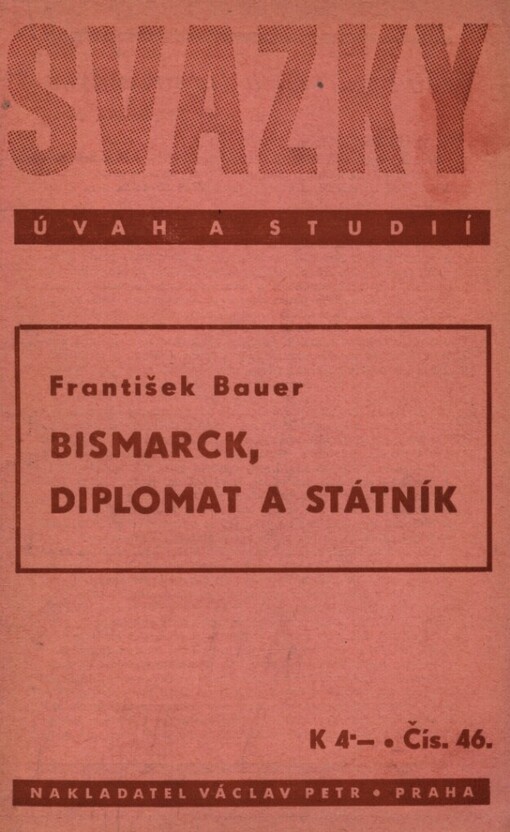 SVAZKY
ÚVAH A STUDIÍ
František Bauer
BISMARCK,
DIPLOMAT A STÁTNÍK
K 4·— • Čís. 46.
NAKLADATEL VÁCLAV PETR • PRAHA